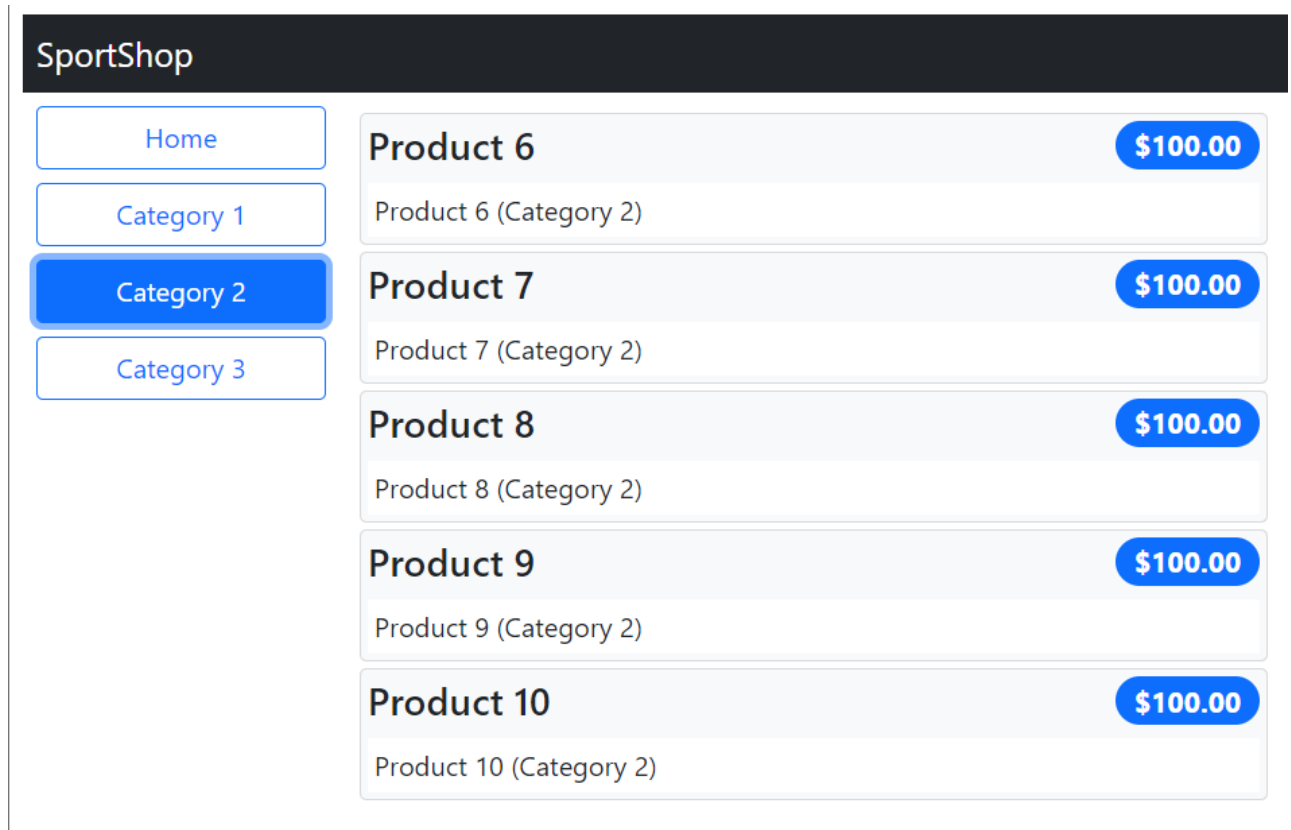 SportShop
Home
Category 1
Category 2
Category 3
Product 6 $100.00
Product 6 (Category 2)
Product 7 $100.00
Product 7 (Category 2)
Product 8 $100.00
Product 8 (Category 2)
Product 9 $100.00
Product 9 (Category 2)
Product 10 $100.00
Product 10 (Category 2)